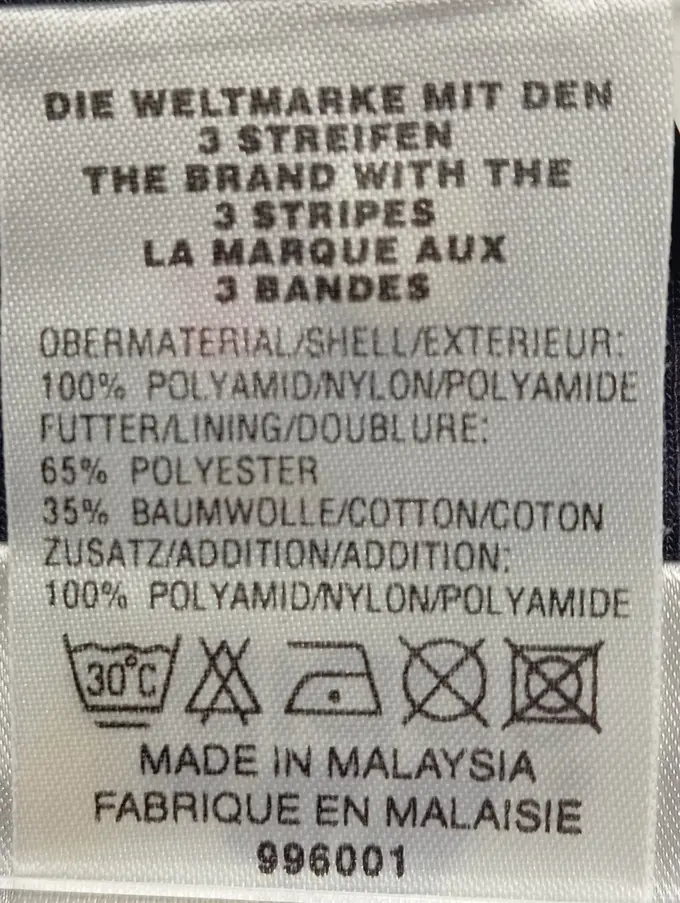 DIE WELTMARKE MIT DEN
3 STREIFEN
THE BRAND WITH THE
3 STRIPES
LA MARQUE AUX
3 BANDES
OBERMATERIAL/SHELL/EXTERIEUR:
100% POLYAMID/NYLON/POLYAMIDE
FUTTER/LINING/DOUBLURE:
65% POLYESTER
35% BAUMWOLLE/COTTON/COTON
ZUSATZ/ADDITION/ADDITION:
100% POLYAMID/NYLON/POLYAMIDE
30°C
MADE IN MALAYSIA
FABRIQUE EN MALAISIE
996001